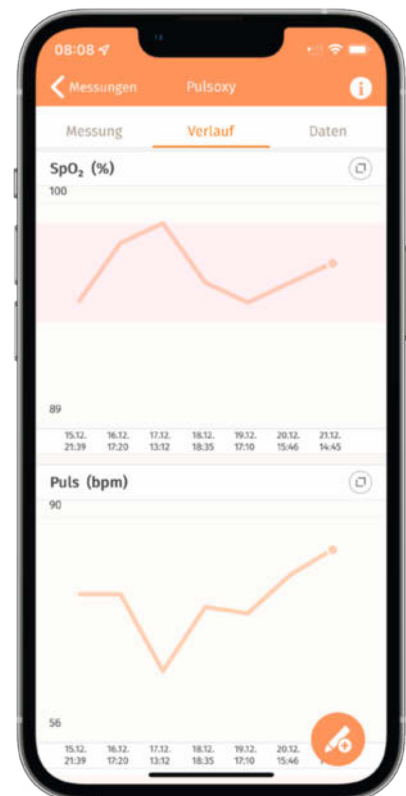 08:08
Messungen Pulsoxy
Messung Verlauf Daten
SpO₂ (%)
100
89
15.12. 16.12. 17.12. 18.12. 19.12. 20.12. 21.12.
21:39 17:20 13:12 18:35 17:10 15:46 14:45
Puls (bpm)
90
56
15.12. 16.12. 17.12. 18.12. 19.12. 20.12.
21:39 17:20 13:12 18:35 17:10 15:46